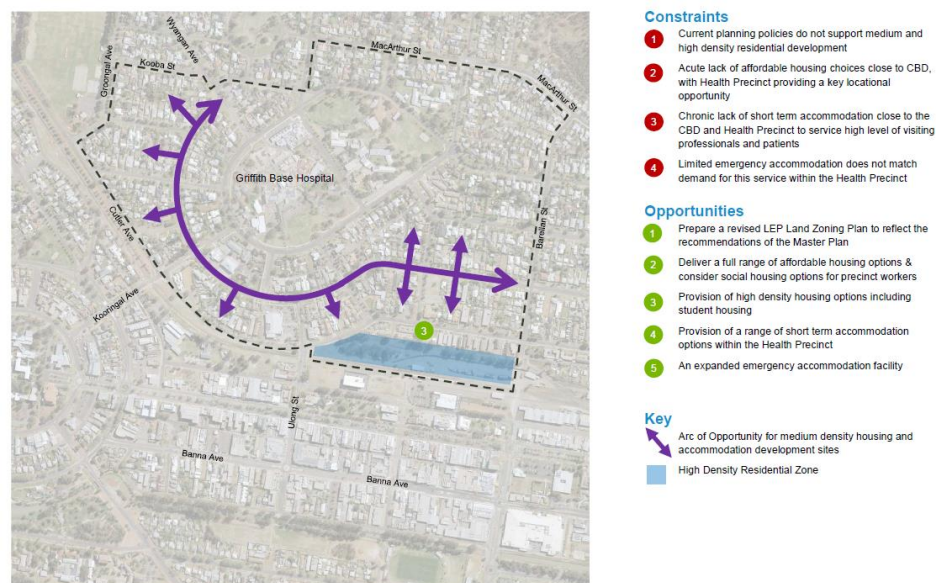 Wyangan Ave
MacArthur St
Groongal Ave
Kooba St
MacArthur St
Griffith Base Hospital
Cutler Ave
Barellan St
Kooringal Ave
3
Ulong St
Banna Ave
Banna Ave
Constraints
1 Current planning policies do not support medium and
high density residential development
2 Acute lack of affordable housing choices close to CBD,
with Health Precinct providing a key locational
opportunity
3 Chronic lack of short term accommodation close to the
CBD and Health Precinct to service high level of visiting
professionals and patients
4 Limited emergency accommodation does not match
demand for this service within the Health Precinct
Opportunities
1 Prepare a revised LEP Land Zoning Plan to reflect the
recommendations of the Master Plan
2 Deliver a full range of affordable housing options &
consider social housing options for precinct workers
3 Provision of high density housing options including
student housing
4 Provision of a range of short term accommodation
options within the Health Precinct
5 An expanded emergency accommodation facility
Key
Arc of Opportunity for medium density housing and
accommodation development sites
High Density Residential Zone